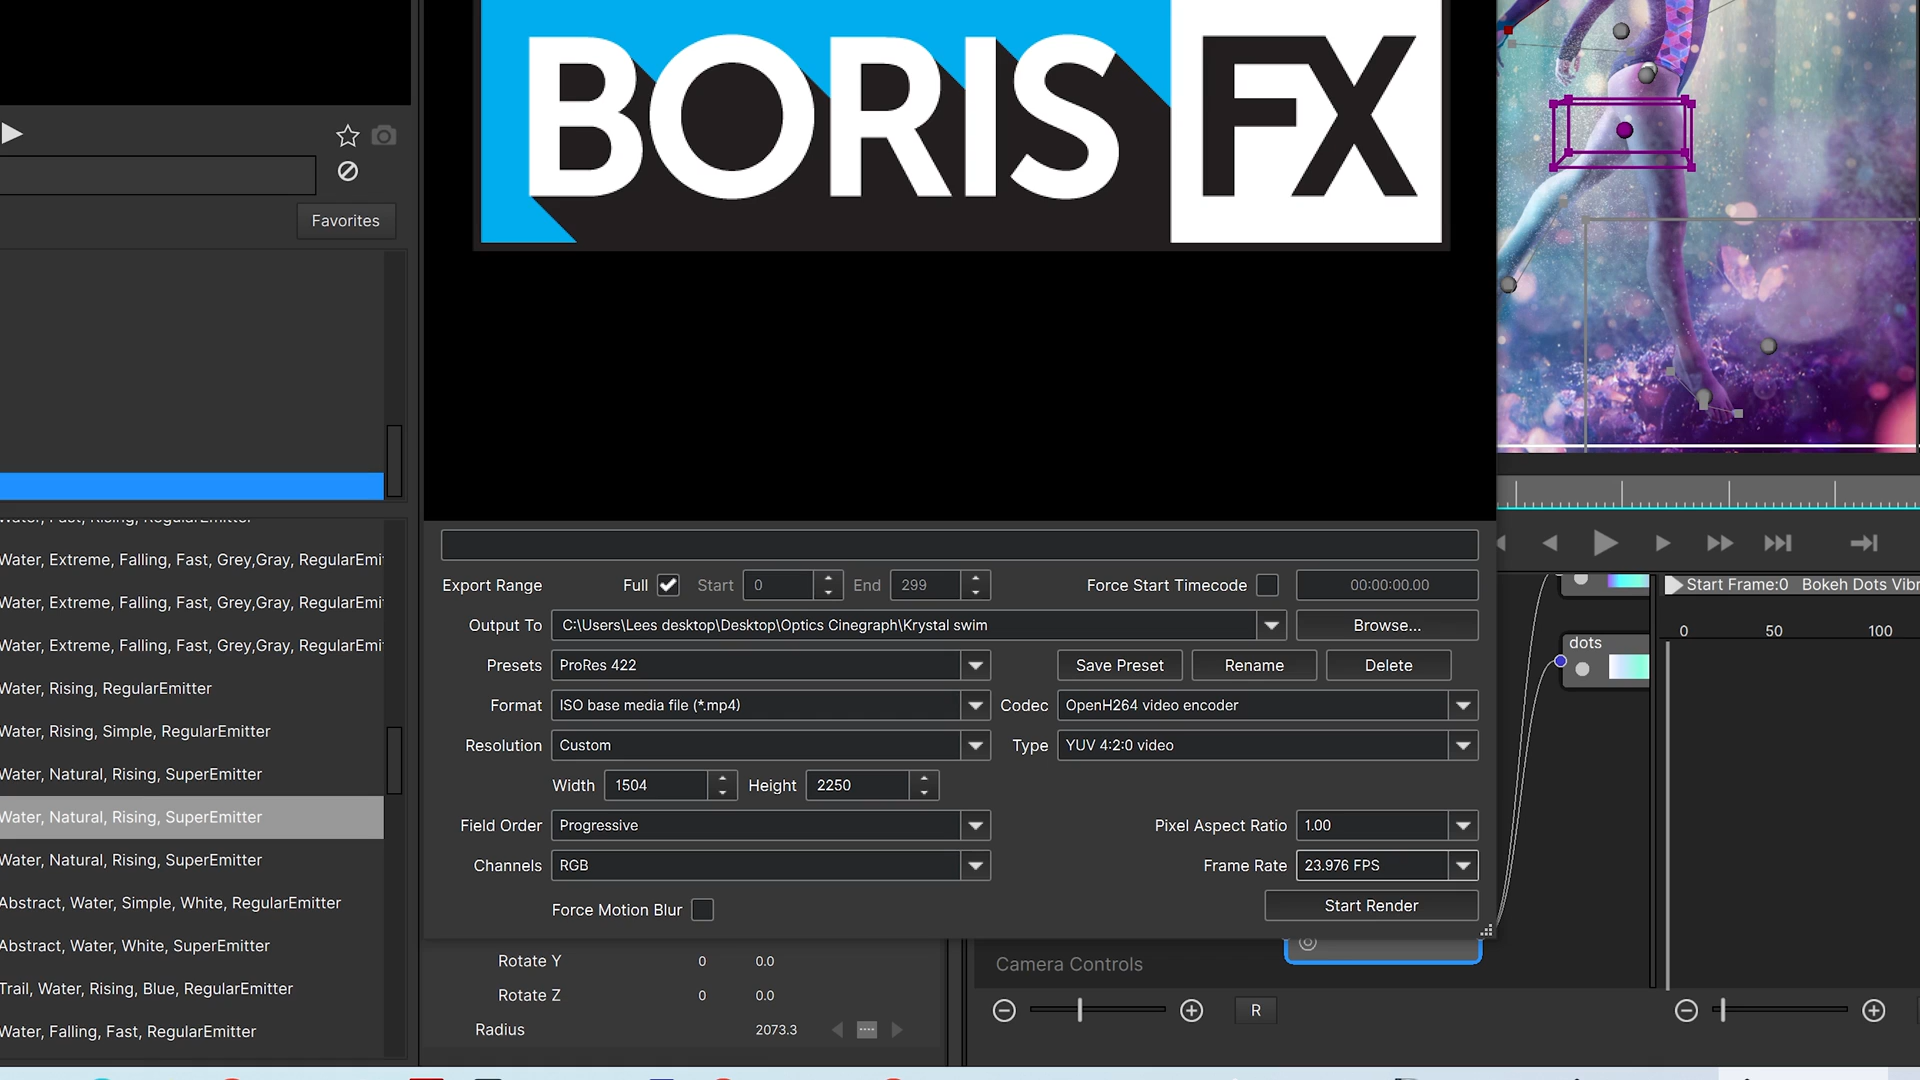 BORIS FX
Favorites
Water, Fast, Rising, RegularEmitter
Water, Extreme, Falling, Fast, Grey,Gray, RegularEmi
Water, Extreme, Falling, Fast, Grey,Gray, RegularEmi
Water, Extreme, Falling, Fast, Grey,Gray, RegularEmi
Water, Rising, RegularEmitter
Water, Rising, Simple, RegularEmitter
Water, Natural, Rising, SuperEmitter
Water, Natural, Rising, SuperEmitter
Water, Natural, Rising, SuperEmitter
Abstract, Water, Simple, White, RegularEmitter
Abstract, Water, White, SuperEmitter
Trail, Water, Rising, Blue, RegularEmitter
Water, Falling, Fast, RegularEmitter
Export Range Full Start 0 End 299 Force Start Timecode 00:00:00.00
Output To C:\Users\Lees desktop\Desktop\Optics Cinegraph\Krystal swim Browse...
Presets ProRes 422 Save Preset Rename Delete
Format ISO base media file (*.mp4) Codec OpenH264 video encoder
Resolution Custom Type YUV 4:2:0 video
Width 1504 Height 2250
Field Order Progressive Pixel Aspect Ratio 1.00
Channels RGB Frame Rate 23.976 FPS
Force Motion Blur Start Render
Rotate Y 0 0.0
Rotate Z 0 0.0
Radius 2073.3
Camera Controls
R
dots
Start Frame:0 Bokeh Dots Vibr
0 50 100